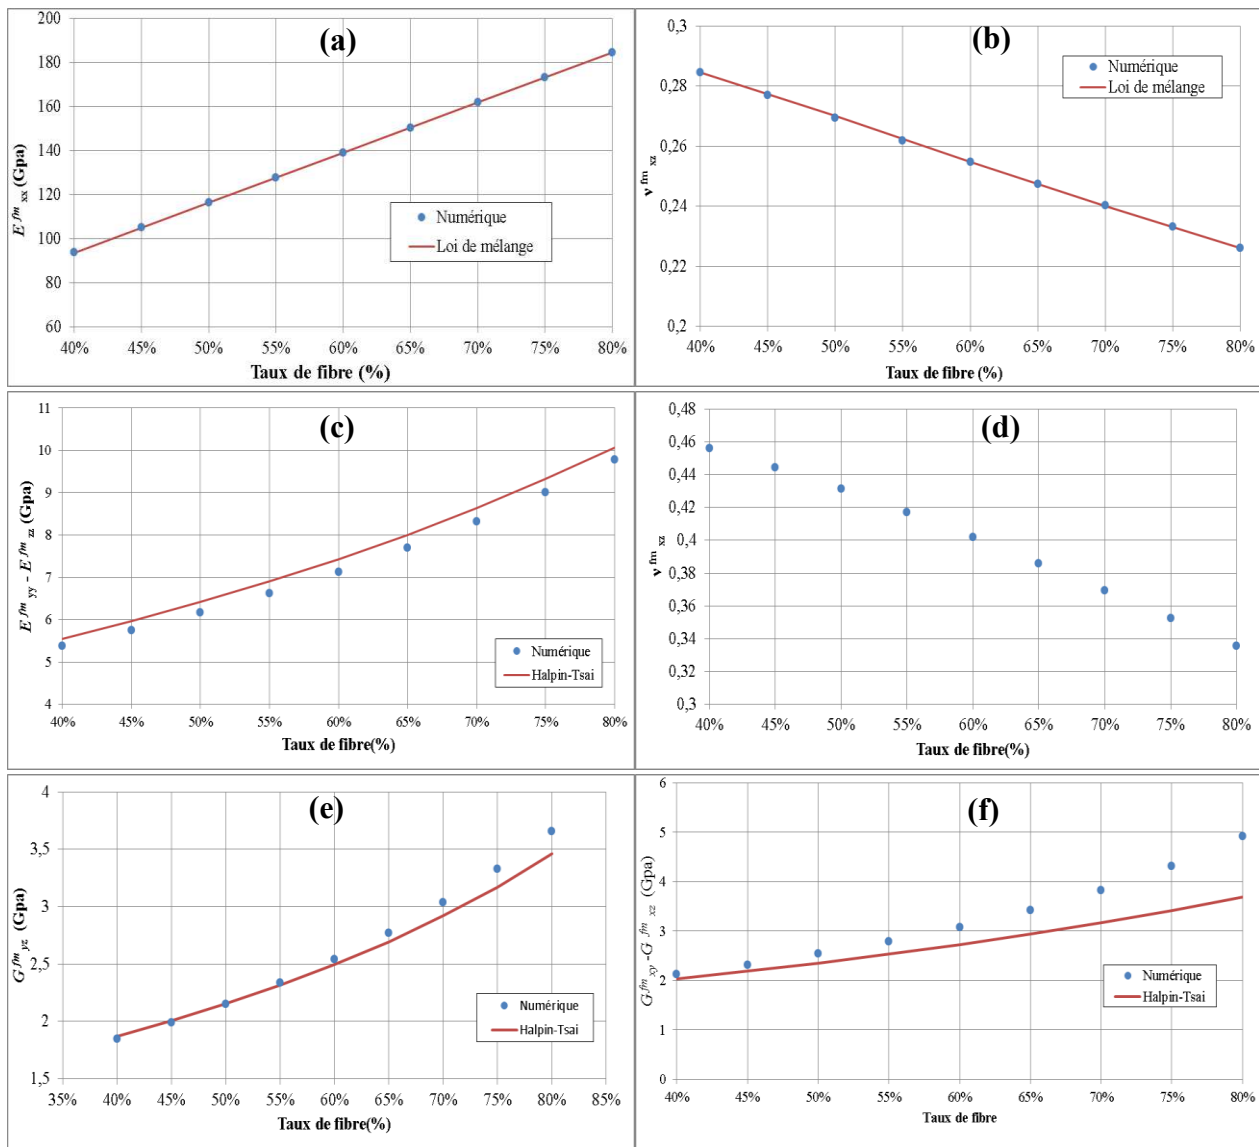 (a)
200
180
160
140
120
100
80
60
E fm xx (Gpa)
Numérique
Loi de mélange
40% 45% 50% 55% 60% 65% 70% 75% 80%
Taux de fibre (%)
(b)
0,3
0,28
0,26
0,24
0,22
0,2
ν fm xz
Numérique
Loi de mélange
40% 45% 50% 55% 60% 65% 70% 75% 80%
Taux de fibre (%)
(c)
11
10
9
8
7
6
5
4
E fm yy - E fm zz (Gpa)
Numérique
Halpin-Tsai
40% 45% 50% 55% 60% 65% 70% 75% 80%
Taux de fibre(%)
(d)
0,48
0,46
0,44
0,42
0,4
0,38
0,36
0,34
0,32
0,3
ν fm xz
40% 45% 50% 55% 60% 65% 70% 75% 80%
Taux de fibre(%)
(e)
4
3,5
3
2,5
2
1,5
G fm yz (Gpa)
Numérique
Halpin-Tsai
35% 40% 45% 50% 55% 60% 65% 70% 75% 80% 85%
Taux de fibre(%)
(f)
6
5
4
3
2
1
0
G fm xy -G fm xz (Gpa)
Numérique
Halpin-Tsai
40% 45% 50% 55% 60% 65% 70% 75% 80%
Taux de fibre